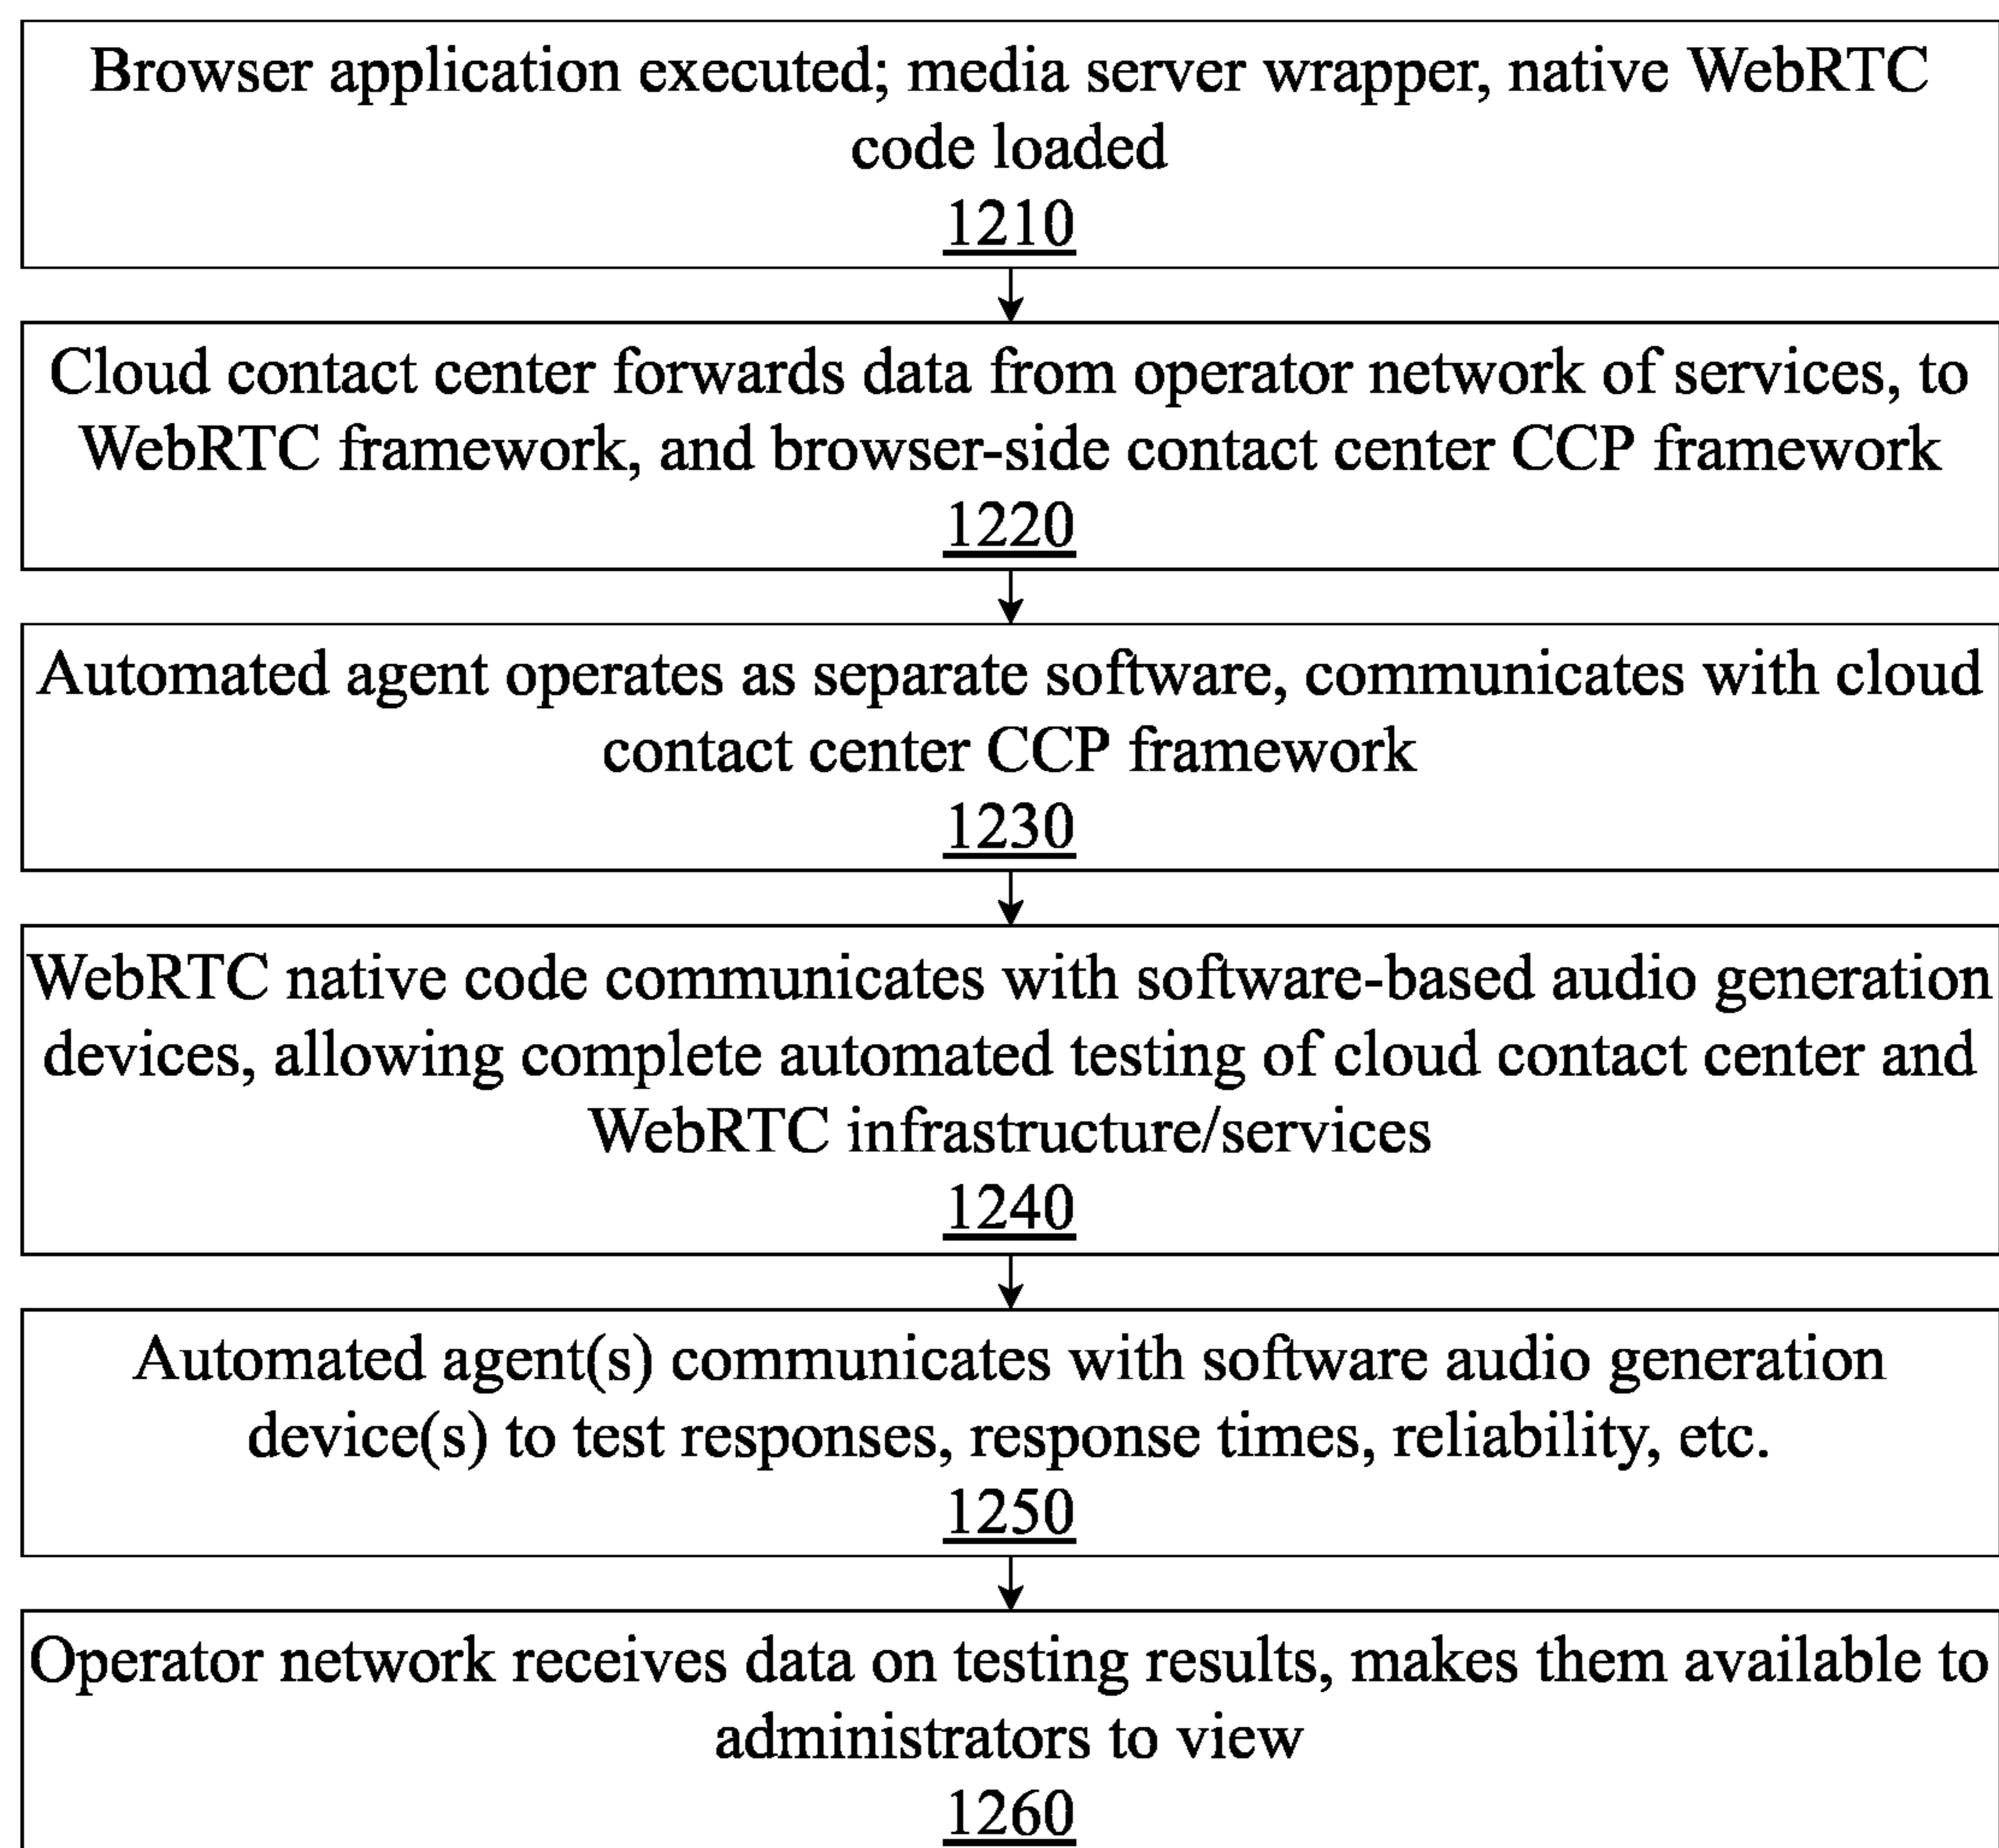 Browser application executed; media server wrapper, native WebRTC
code loaded
1210
Cloud contact center forwards data from operator network of services, to
WebRTC framework, and browser-side contact center CCP framework
1220
Automated agent operates as separate software, communicates with cloud
contact center CCP framework
1230
WebRTC native code communicates with software-based audio generation
devices, allowing complete automated testing of cloud contact center and
WebRTC infrastructure/services
1240
Automated agent(s) communicates with software audio generation
device(s) to test responses, response times, reliability, etc.
1250
Operator network receives data on testing results, makes them available to
administrators to view
1260